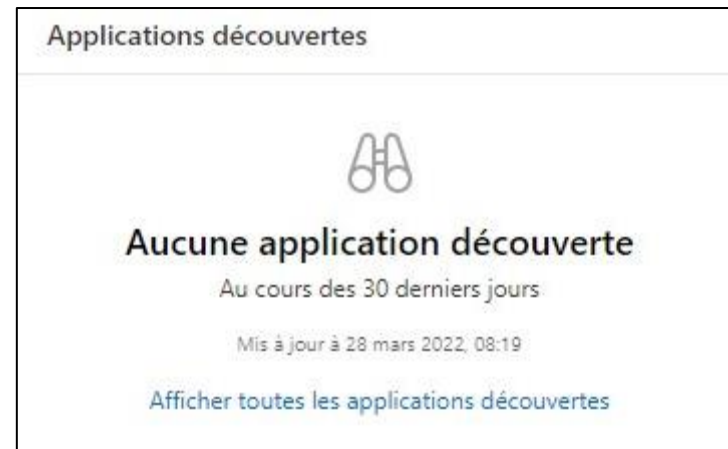 Applications découvertes
Aucune application découverte
Au cours des 30 derniers jours
Mis à jour à 28 mars 2022, 08:19
Afficher toutes les applications découvertes